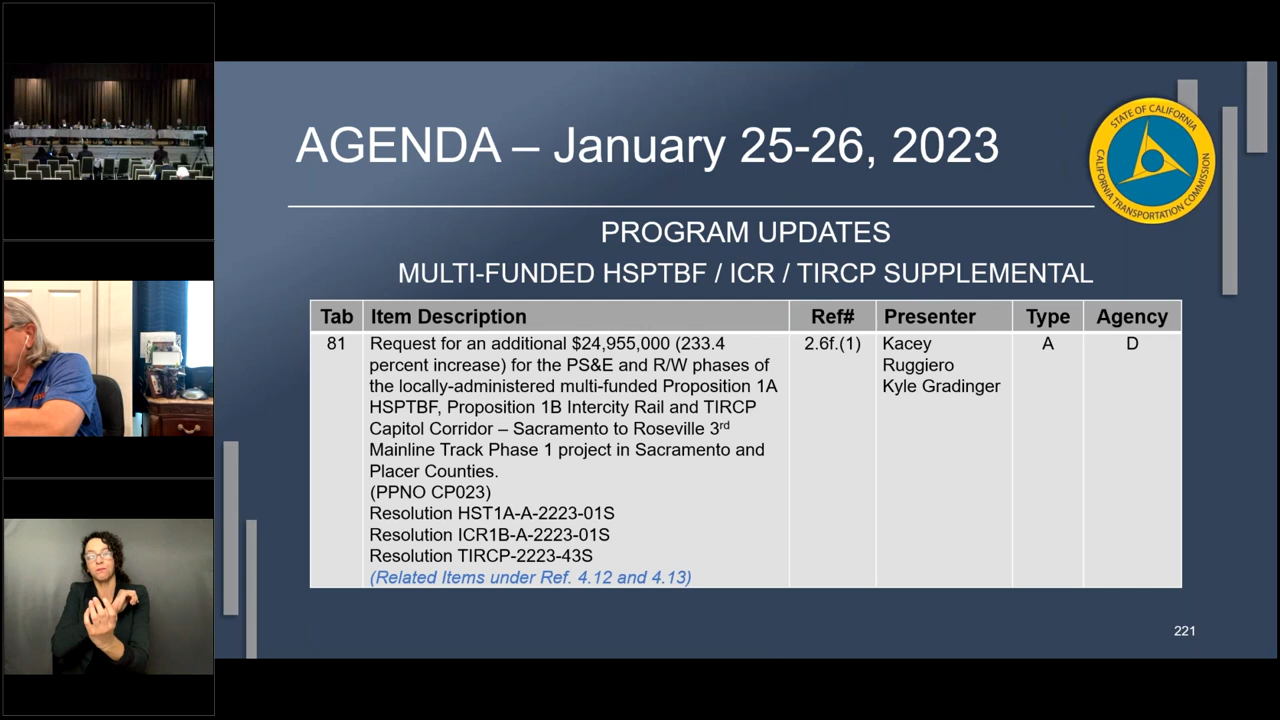 AGENDA – January 25-26, 2023
STATE OF CALIFORNIA
CALIFORNIA TRANSPORTATION COMMISSION
PROGRAM UPDATES
MULTI-FUNDED HSPTBF / ICR / TIRCP SUPPLEMENTAL
Tab Item Description Ref# Presenter Type Agency
81 Request for an additional $24,955,000 (233.4 2.6f.(1) Kacey A D
percent increase) for the PS&E and R/W phases of Ruggiero
the locally-administered multi-funded Proposition 1A Kyle Gradinger
HSPTBF, Proposition 1B Intercity Rail and TIRCP
Capitol Corridor – Sacramento to Roseville 3rd
Mainline Track Phase 1 project in Sacramento and
Placer Counties.
(PPNO CP023)
Resolution HST1A-A-2223-01S
Resolution ICR1B-A-2223-01S
Resolution TIRCP-2223-43S
(Related Items under Ref. 4.12 and 4.13)
221